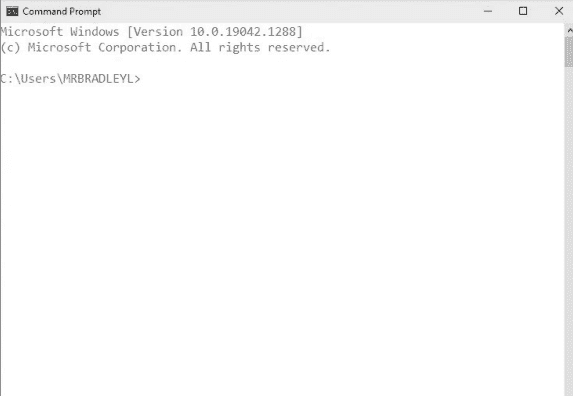 Command Prompt
Microsoft Windows [Version 10.0.19042.1288]
(c) Microsoft Corporation. All rights reserved.
C:\Users\MRBRADLEYL>